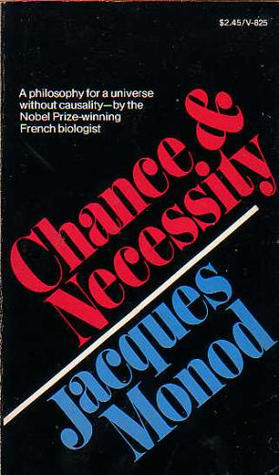 $2.45/V-825
A philosophy for a universe
without causality—by the
Nobel Prize-winning
French biologist
Chance &
Necessity
Jacques
Monod